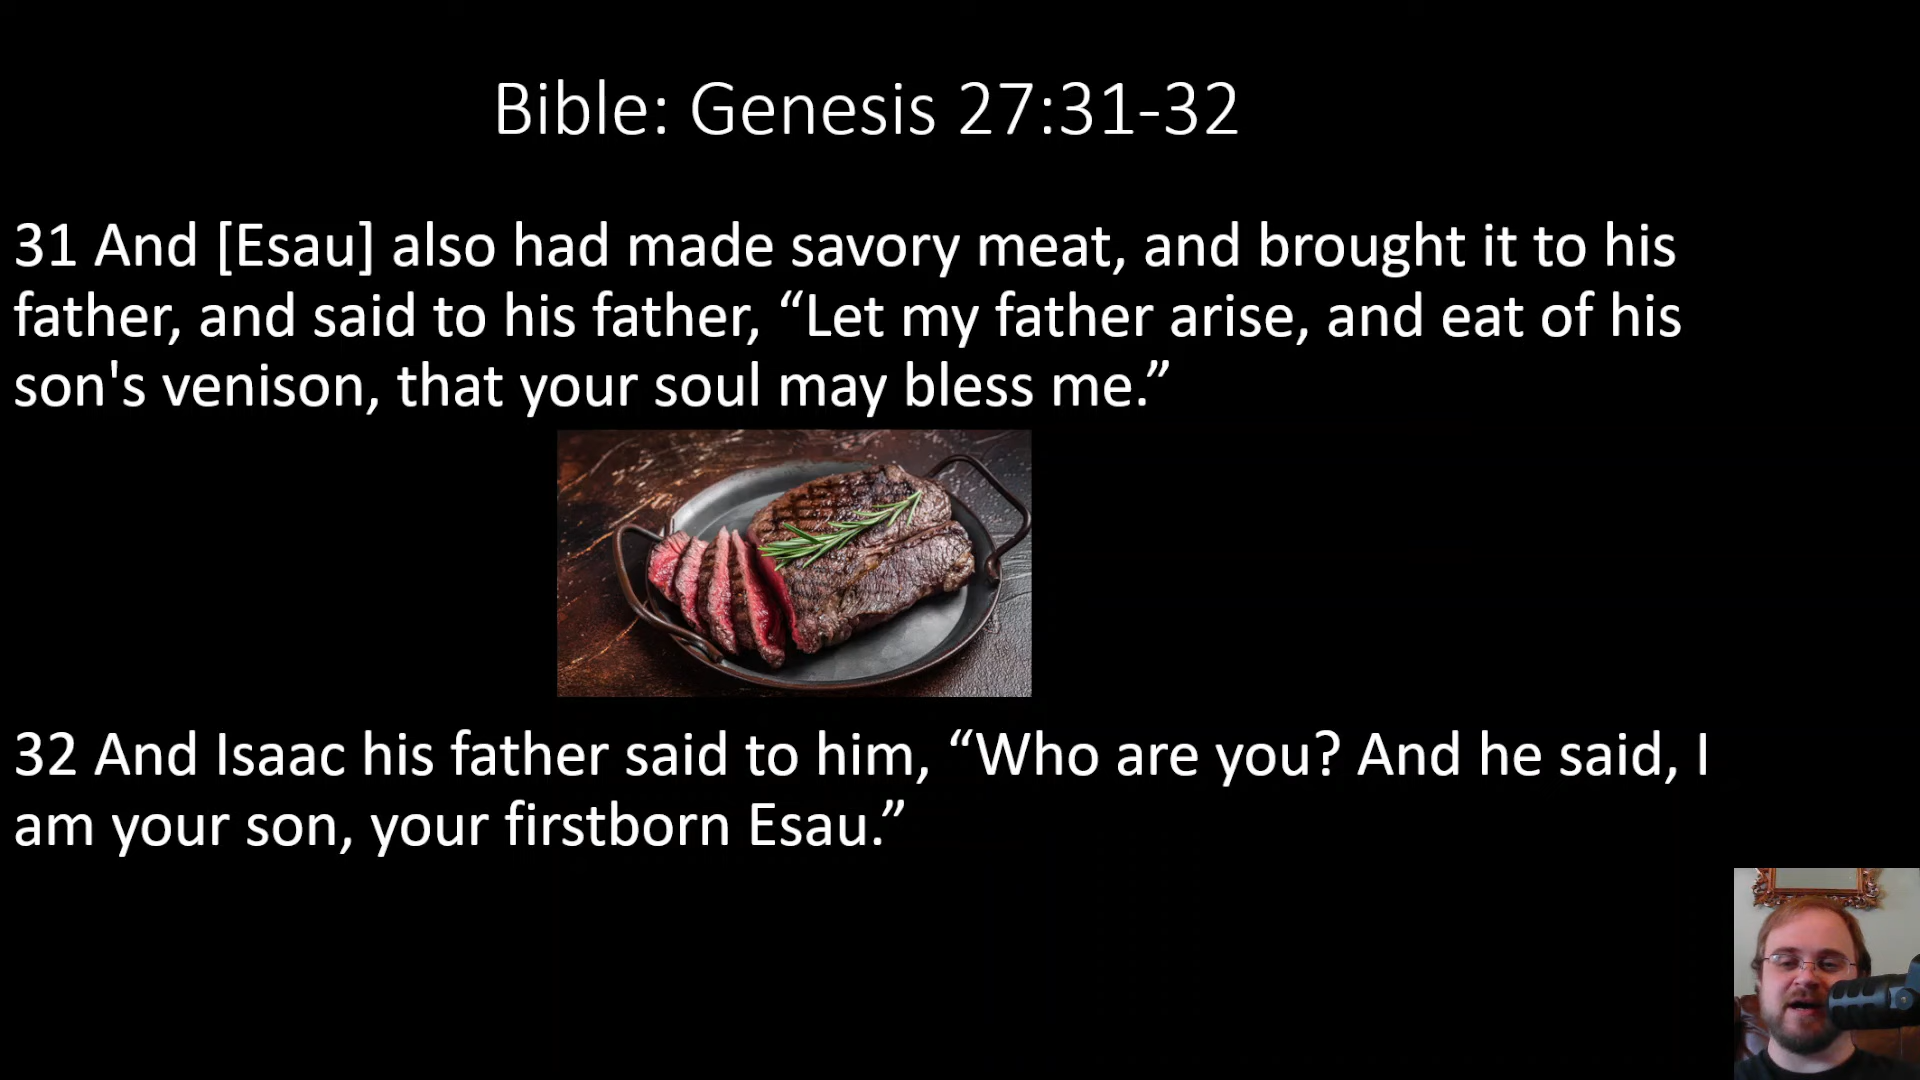 Bible: Genesis 27:31-32
31 And [Esau] also had made savory meat, and brought it to his
father, and said to his father, “Let my father arise, and eat of his
son's venison, that your soul may bless me.”
32 And Isaac his father said to him, “Who are you? And he said, I
am your son, your firstborn Esau.”